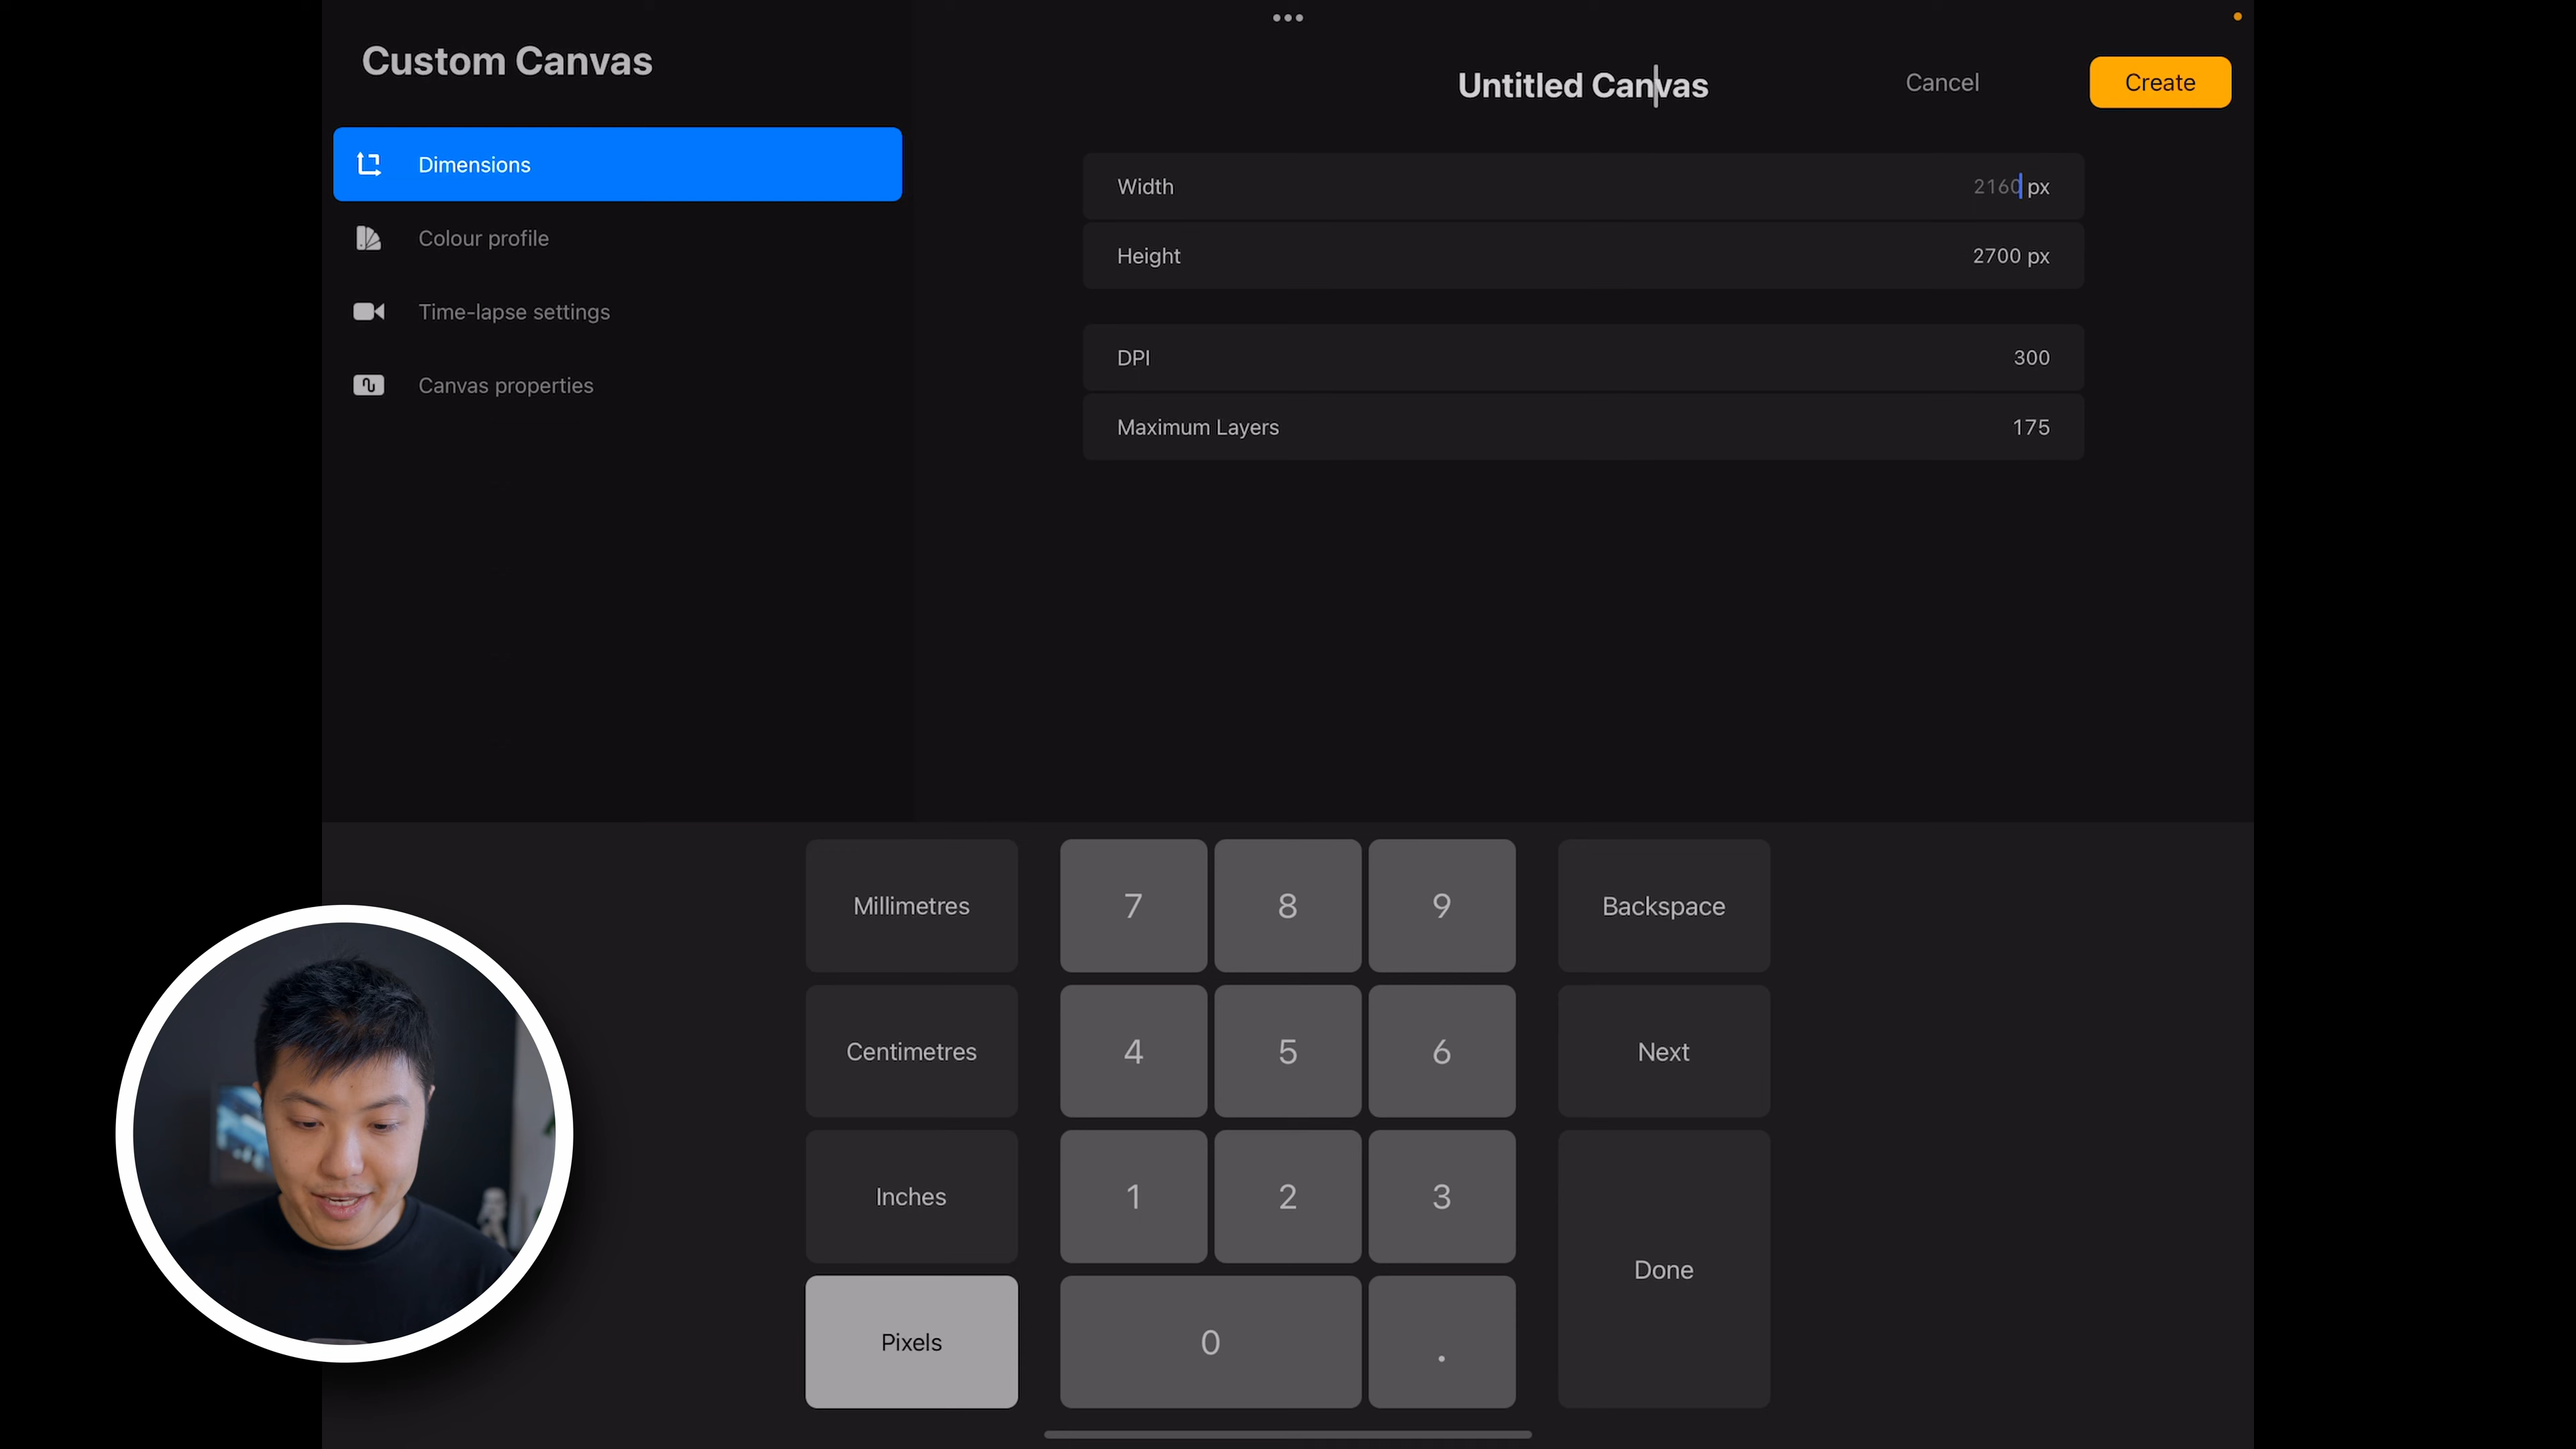 Custom Canvas
Dimensions
Colour profile
Time-lapse settings
Canvas properties
Untitled Canvas
Cancel
Create
Width 2160 px
Height 2700 px
DPI 300
Maximum Layers 175
Millimetres 7 8 9 Backspace
Centimetres 4 5 6 Next
Inches 1 2 3
Done
Pixels 0 .